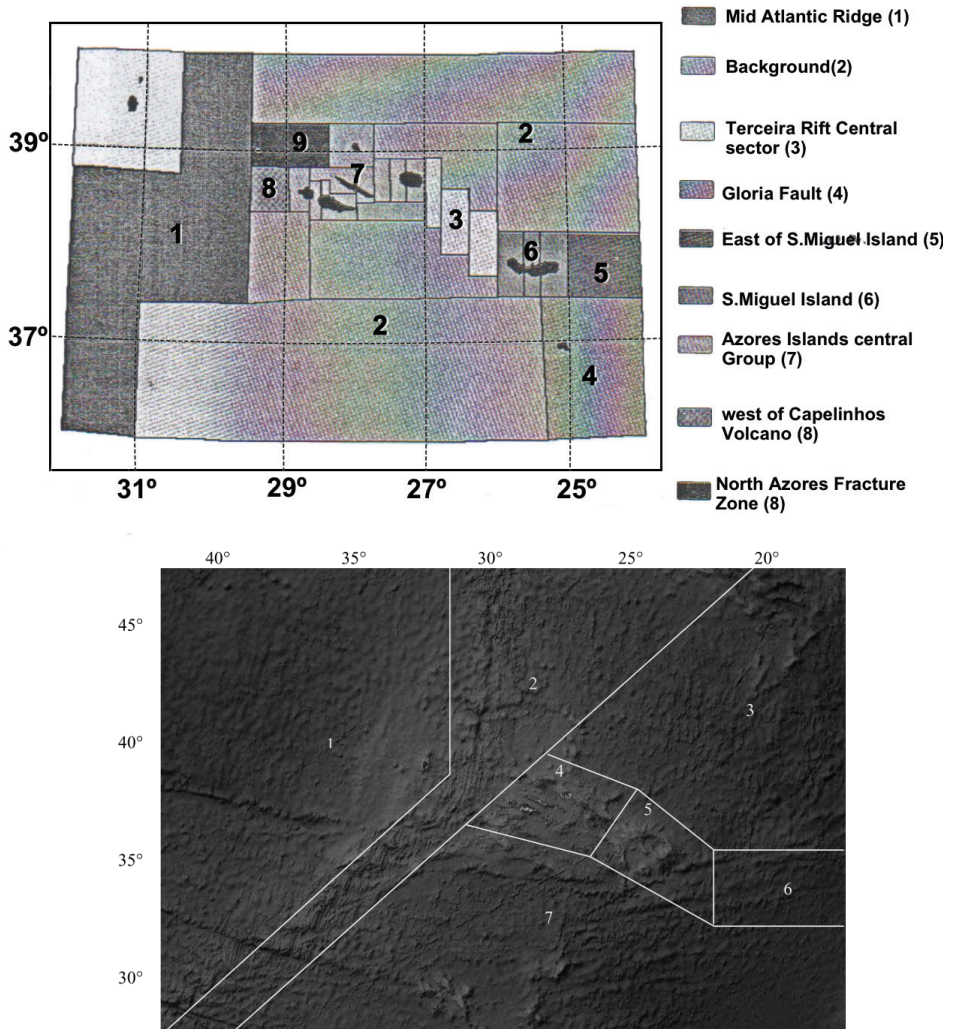 39º
37º
31º
29º
27º
25º
1
2
9
8
7
3
6
5
2
4
Mid Atlantic Ridge (1)
Background(2)
Terceira Rift Central
sector (3)
Gloria Fault (4)
East of S.Miguel Island (5)
S.Miguel Island (6)
Azores Islands central
Group (7)
west of Capelinhos
Volcano (8)
North Azores Fracture
Zone (8)
40° 35° 30° 25° 20°
45°
40°
35°
30°
1
2
3
4
5
6
7